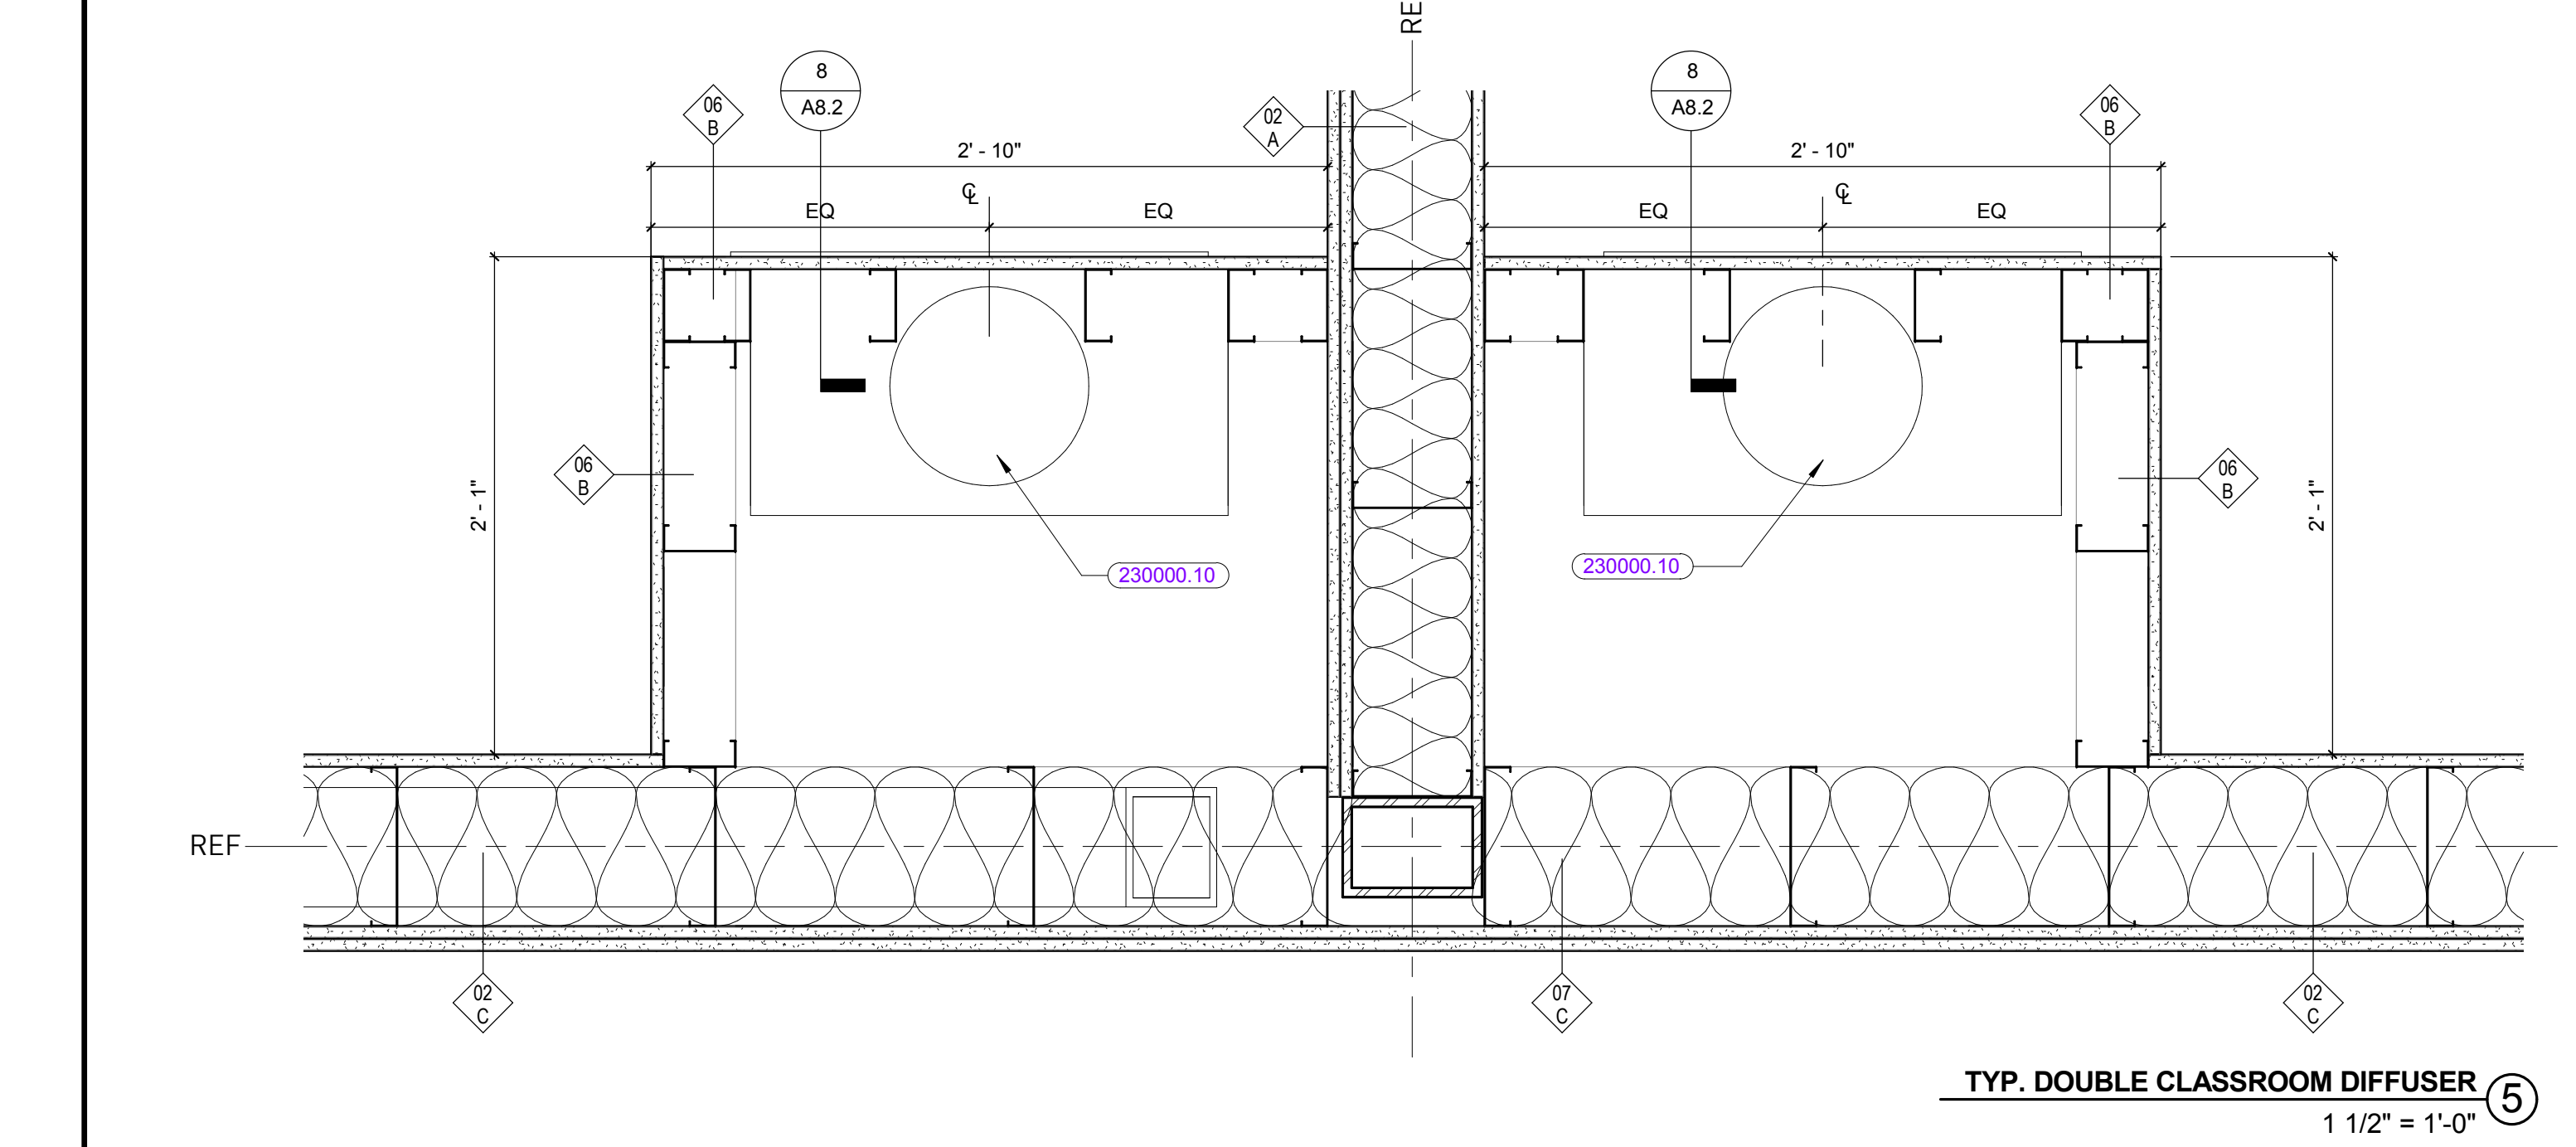 RE
8
A8.2
8
A8.2
06
B
02
A
06
B
2' - 10"
2' - 10"
℄
℄
EQ
EQ
EQ
EQ
06
B
06
B
2' - 1"
2' - 1"
230000.10
230000.10
REF
02
C
07
C
02
C
TYP. DOUBLE CLASSROOM DIFFUSER
5
1 1/2" = 1'-0"